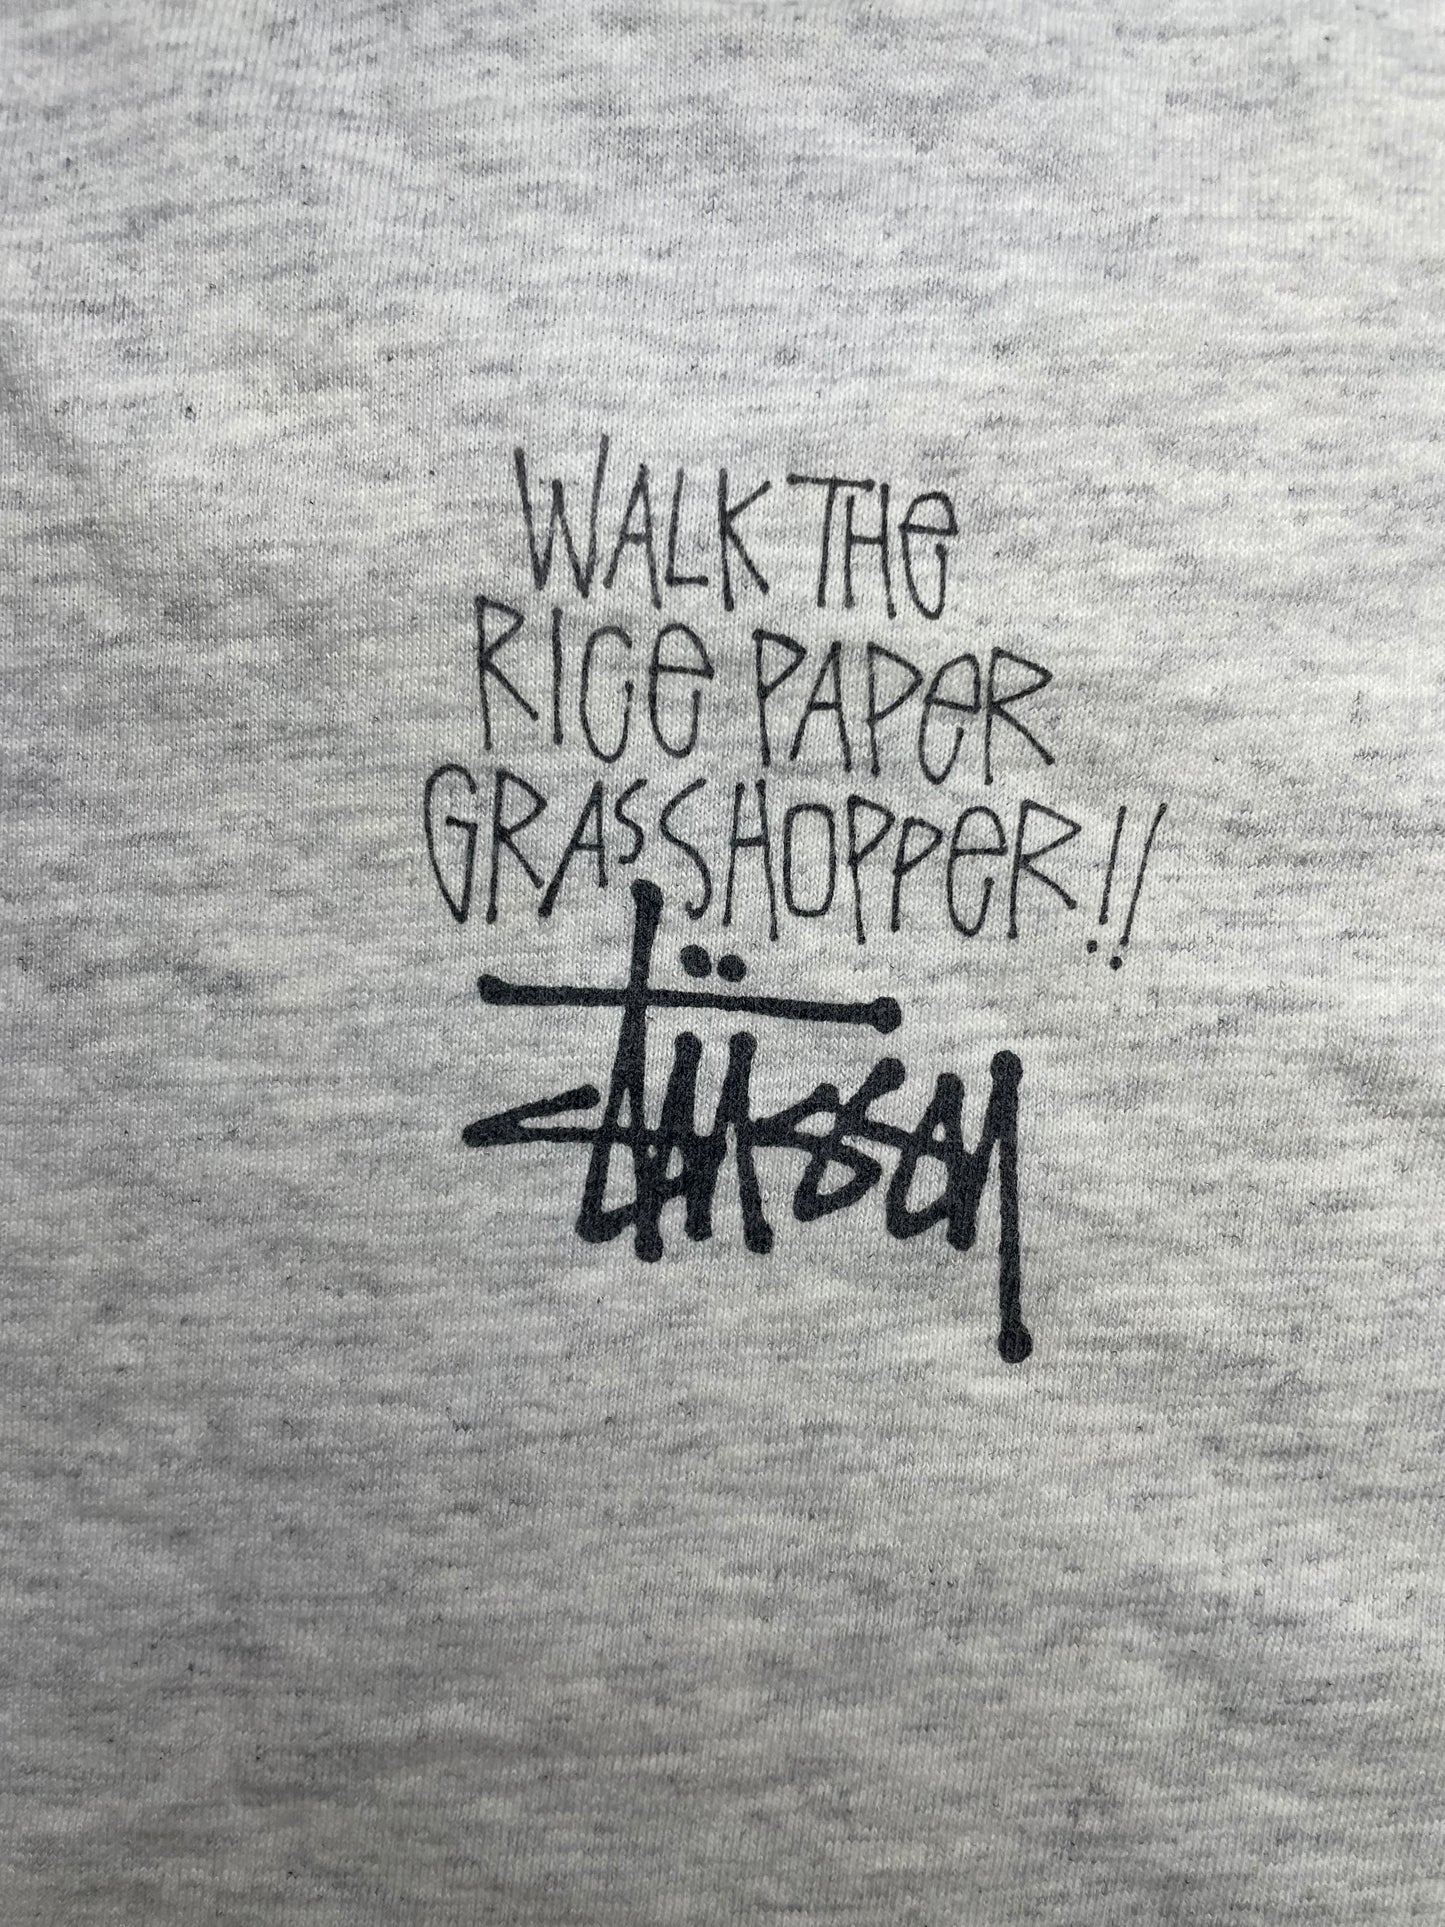 WALK THE
RICE PAPER
GRASSHOPPER!!
Stüssy